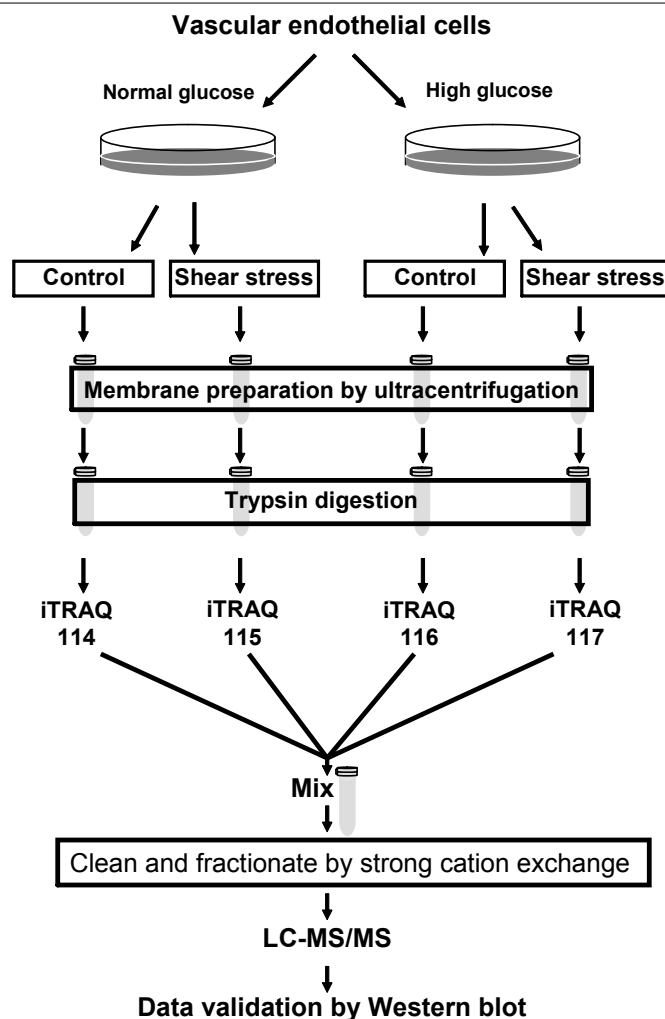 Vascular endothelial cells
Normal glucose
High glucose
Control
Shear stress
Control
Shear stress
Membrane preparation by ultracentrifugation
Trypsin digestion
iTRAQ
114
iTRAQ
115
iTRAQ
116
iTRAQ
117
Mix
Clean and fractionate by strong cation exchange
LC-MS/MS
Data validation by Western blot